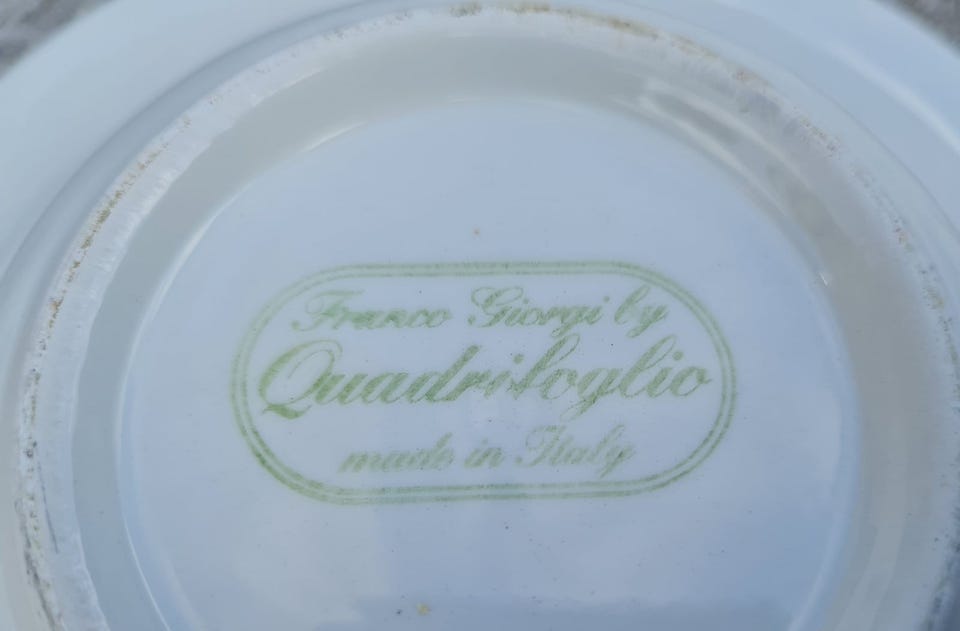 Franco Giorgi by
Quadrifoglio
made in Italy